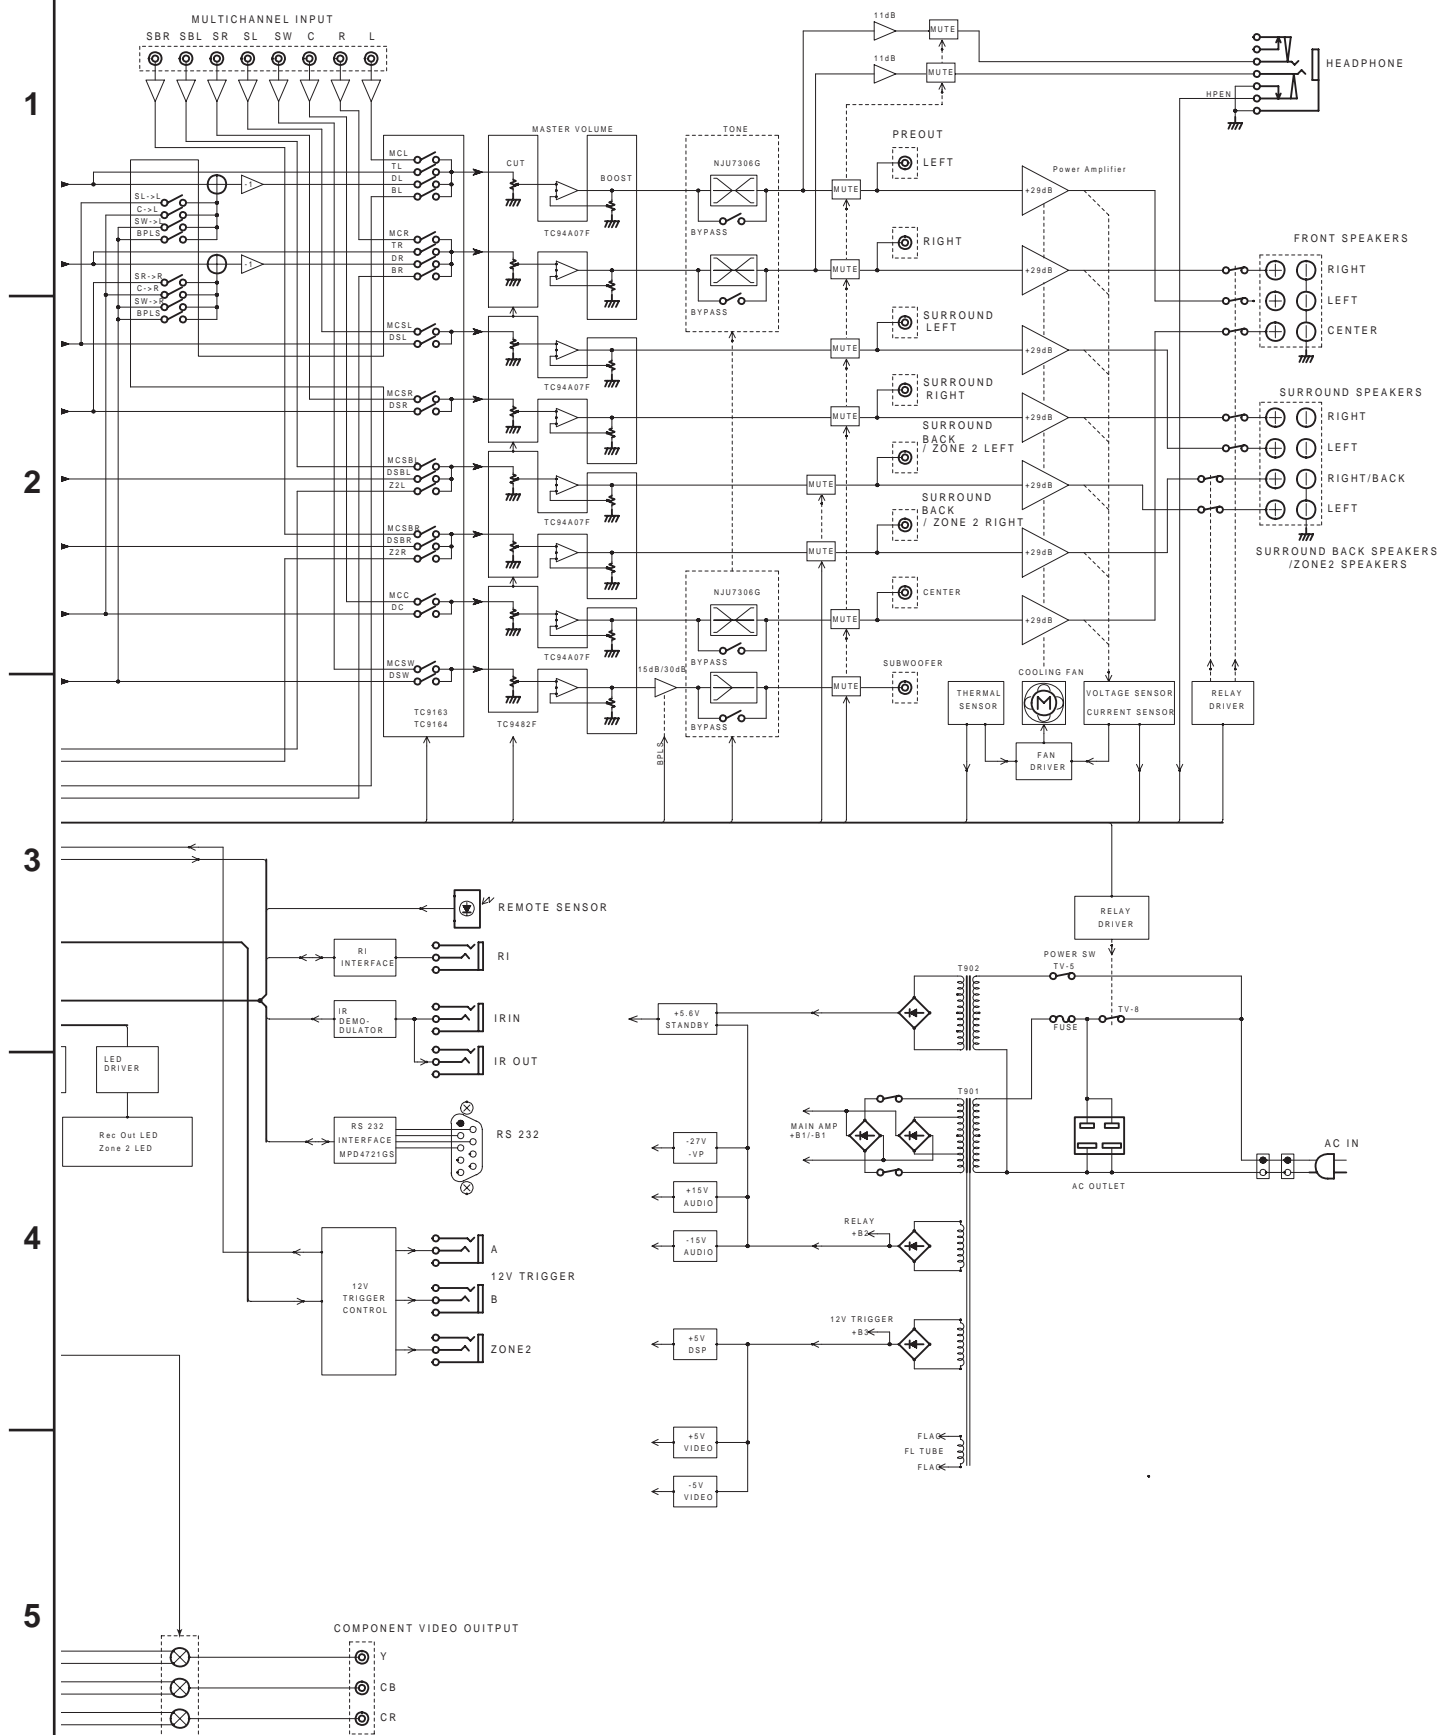 MULTICHANNEL INPUT
SBR SBL SR SL SW C R L
11dB
MUTE
11dB
MUTE
HEADPHONE
HPEN
1
MASTER VOLUME
TONE
PREOUT
MCL
TL
DL
BL
CUT
BOOST
NJU7306G
LEFT
Power Amplifier
-1
MUTE
+29dB
SL->L
C->L
SW->L
BPLS
TC94A07F
BYPASS
MCR
TR
DR
BR
RIGHT
FRONT SPEAKERS
-1
MUTE
+29dB
RIGHT
SR->R
C->R
SW->R
BPLS
TC94A07F
BYPASS
LEFT
MCSL
DSL
SURROUND
LEFT
CENTER
MUTE
+29dB
TC94A07F
SURROUND
RIGHT
SURROUND SPEAKERS
MCSR
DSR
MUTE
+29dB
RIGHT
SURROUND
BACK
/ ZONE 2 LEFT
LEFT
2
MCSBL
DSBL
Z2L
MUTE
+29dB
RIGHT/BACK
SURROUND
BACK
/ ZONE 2 RIGHT
LEFT
TC94A07F
MCSBR
DSBR
Z2R
MUTE
+29dB
SURROUND BACK SPEAKERS
/ZONE2 SPEAKERS
MCC
DC
NJU7306G
CENTER
MUTE
+29dB
TC94A07F
BYPASS
MCSW
DSW
15dB/30dB
SUBWOOFER
MUTE
COOLING FAN
THERMAL
SENSOR
M
VOLTAGE SENSOR
CURRENT SENSOR
RELAY
DRIVER
TC9163
TC9164
TC9482F
BYPASS
BPLS
FAN
DRIVER
3
REMOTE SENSOR
RELAY
DRIVER
RI
INTERFACE
RI
POWER SW
TV-5
T902
IR
DEMO-
DULATOR
IRIN
+5.6V
STANDBY
FUSE
TV-8
LED
DRIVER
IR OUT
T901
Rec Out LED
Zone 2 LED
RS 232
INTERFACE
MPD4721GS
RS 232
MAIN AMP
+B1/-B1
-27V
-VP
AC IN
AC OUTLET
+15V
AUDIO
4
RELAY
+B2
-15V
AUDIO
A
12V TRIGGER
12V
TRIGGER
CONTROL
B
12V TRIGGER
+B3
+5V
DSP
ZONE2
+5V
VIDEO
FLAC
FL TUBE
FLAC
-5V
VIDEO
5
COMPONENT VIDEO OUITPUT
Y
CB
CR